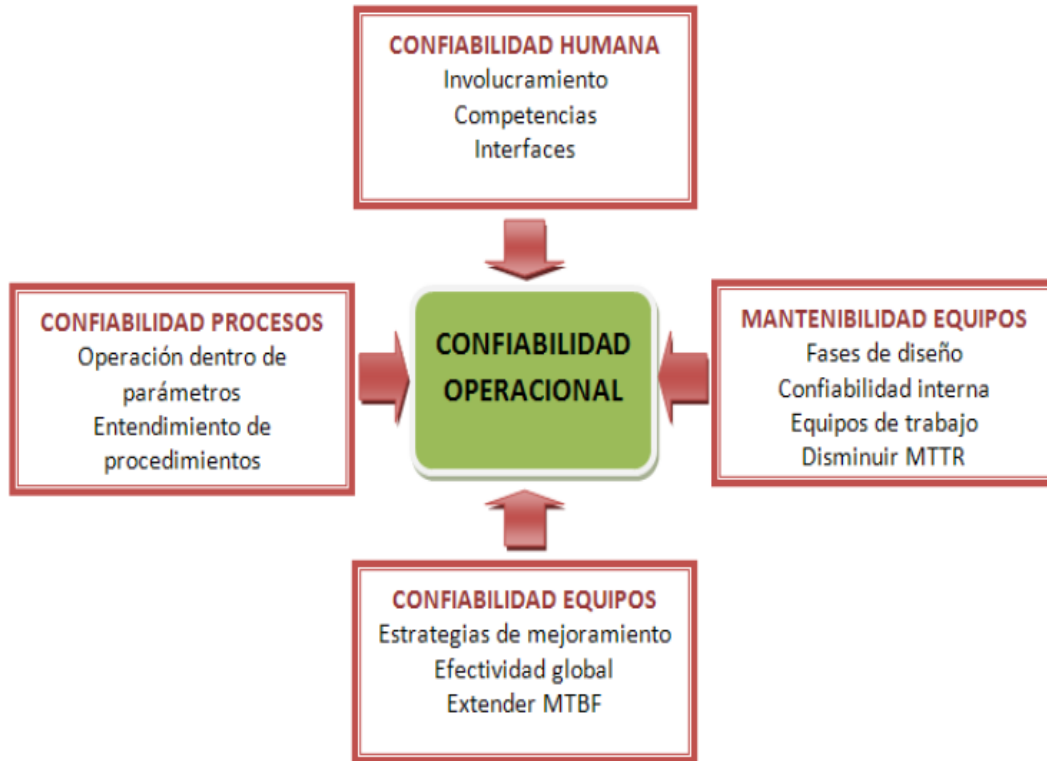 CONFIABILIDAD HUMANA
Involucramiento
Competencias
Interfaces
CONFIABILIDAD PROCESOS
Operación dentro de
parámetros
Entendimiento de
procedimientos
CONFIABILIDAD
OPERACIONAL
MANTENIBILIDAD EQUIPOS
Fases de diseño
Confiabilidad interna
Equipos de trabajo
Disminuir MTTR
CONFIABILIDAD EQUIPOS
Estrategias de mejoramiento
Efectividad global
Extender MTBF